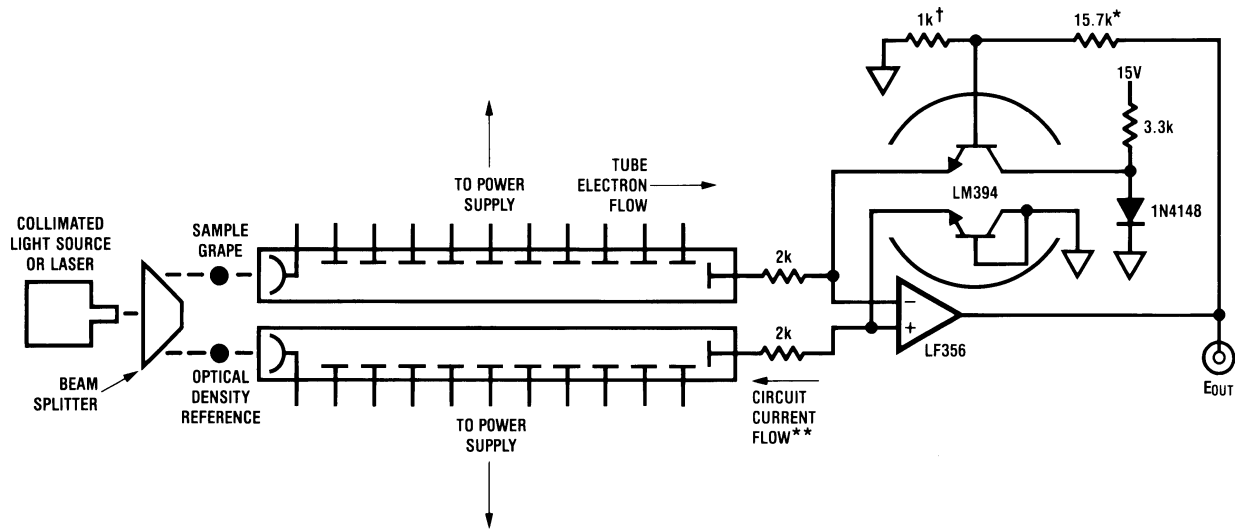 1k†
15.7k*
15V
3.3k
TUBE
ELECTRON
FLOW
TO POWER
SUPPLY
LM394
1N4148
COLLIMATED
LIGHT SOURCE
OR LASER
SAMPLE
GRAPE
2k
−
+
2k
LF356
EOUT
BEAM
SPLITTER
OPTICAL
DENSITY
REFERENCE
TO POWER
SUPPLY
CIRCUIT
CURRENT
FLOW**